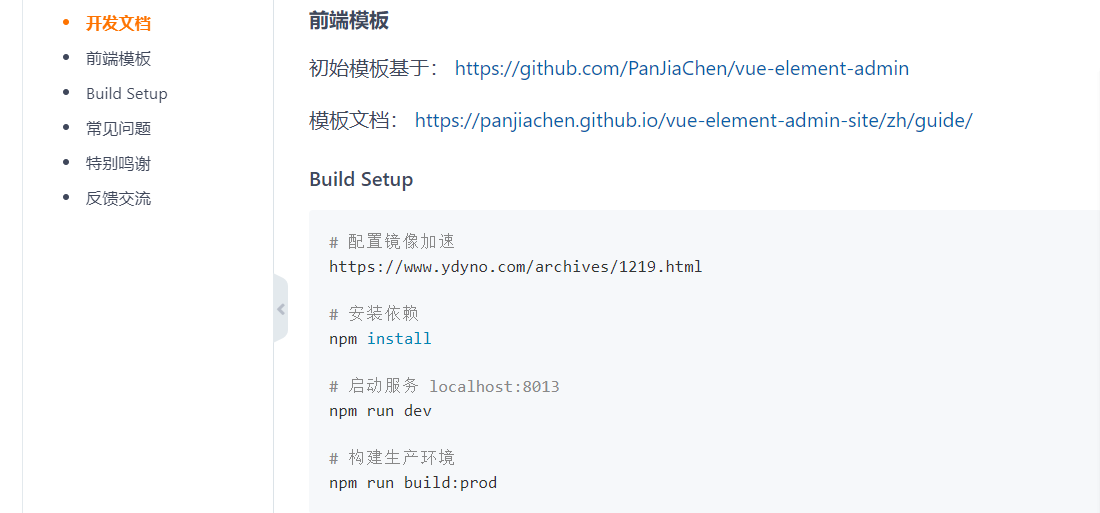 开发文档
前端模板
Build Setup
常见问题
特别鸣谢
反馈交流
前端模板
初始模板基于： https://github.com/PanJiaChen/vue-element-admin
模板文档： https://panjiachen.github.io/vue-element-admin-site/zh/guide/
Build Setup
# 配置镜像加速
https://www.ydyno.com/archives/1219.html
# 安装依赖
npm install
# 启动服务 localhost:8013
npm run dev
# 构建生产环境
npm run build:prod